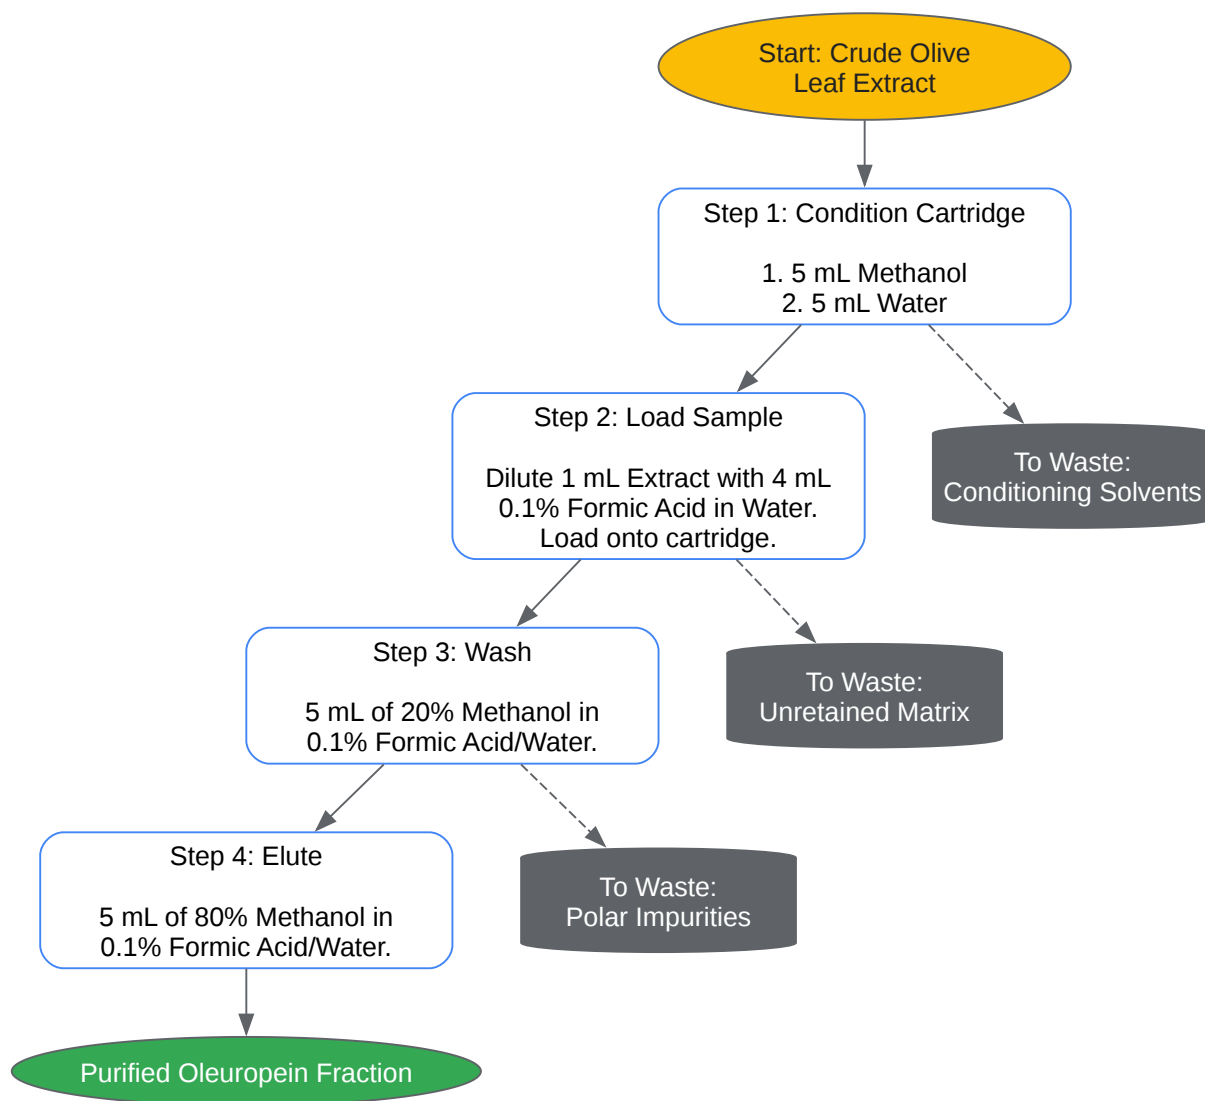 Start: Crude Olive
Leaf Extract
Step 1: Condition Cartridge
1. 5 mL Methanol
2. 5 mL Water
Step 2: Load Sample
Dilute 1 mL Extract with 4 mL
0.1% Formic Acid in Water.
Load onto cartridge.
To Waste:
Conditioning Solvents
Step 3: Wash
5 mL of 20% Methanol in
0.1% Formic Acid/Water.
To Waste:
Unretained Matrix
Step 4: Elute
5 mL of 80% Methanol in
0.1% Formic Acid/Water.
To Waste:
Polar Impurities
Purified Oleuropein Fraction